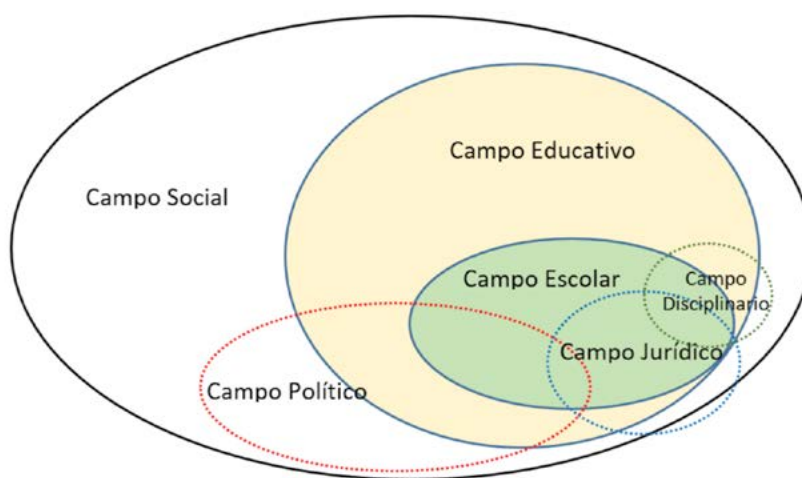 Campo Educativo
Campo Social
Campo Escolar
Campo
Disciplinario
Campo Jurídico
Campo Político